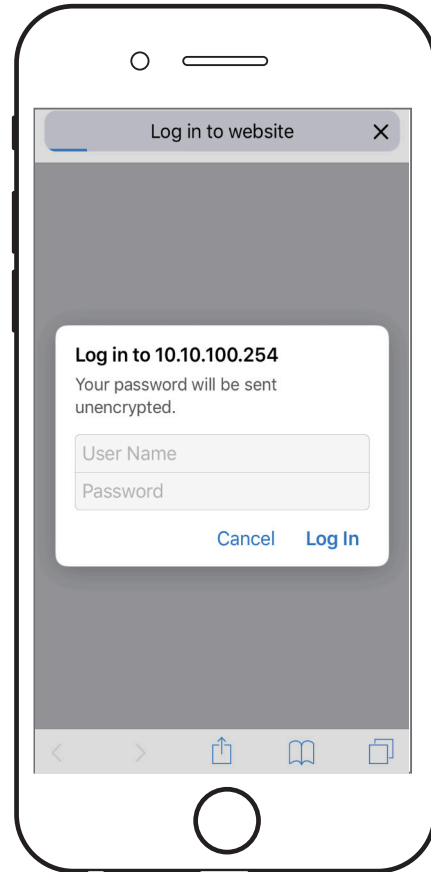 Log in to website
Log in to 10.10.100.254
Your password will be sent
unencrypted.
User Name
Password
Cancel Log In